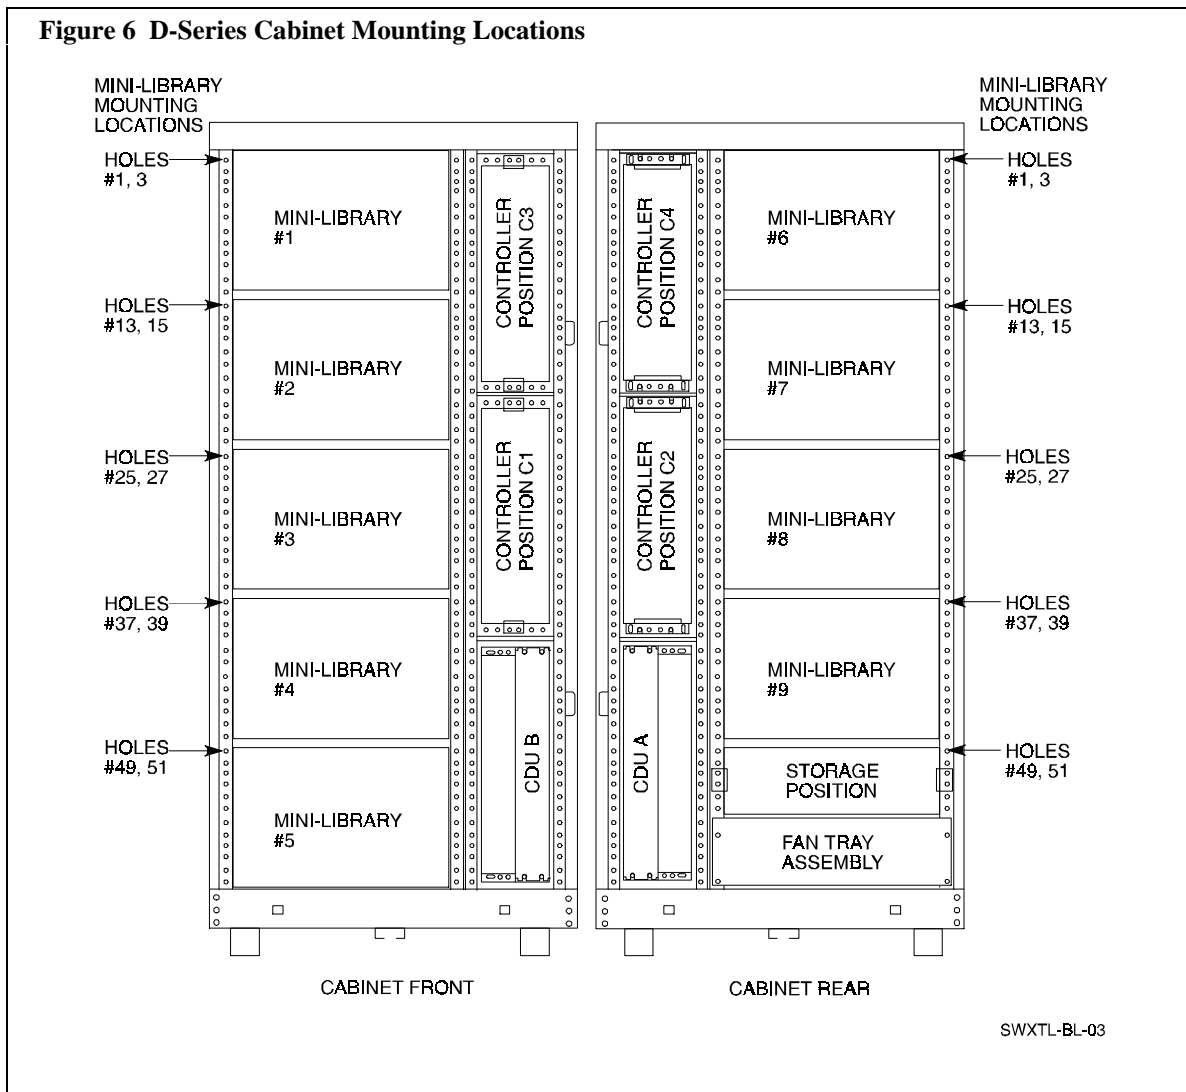 Figure 6  D-Series Cabinet Mounting Locations
MINI-LIBRARY
MOUNTING
LOCATIONS
HOLES
#1, 3
HOLES
#13, 15
HOLES
#25, 27
HOLES
#37, 39
HOLES
#49, 51
MINI-LIBRARY
#1
MINI-LIBRARY
#2
MINI-LIBRARY
#3
MINI-LIBRARY
#4
MINI-LIBRARY
#5
CONTROLLER
POSITION C3
CONTROLLER
POSITION C1
CDU B
CABINET FRONT
CONTROLLER
POSITION C4
CONTROLLER
POSITION C2
CDU A
MINI-LIBRARY
#6
MINI-LIBRARY
#7
MINI-LIBRARY
#8
MINI-LIBRARY
#9
STORAGE
POSITION
FAN TRAY
ASSEMBLY
CABINET REAR
MINI-LIBRARY
MOUNTING
LOCATIONS
HOLES
#1, 3
HOLES
#13, 15
HOLES
#25, 27
HOLES
#37, 39
HOLES
#49, 51
SWXTL-BL-03